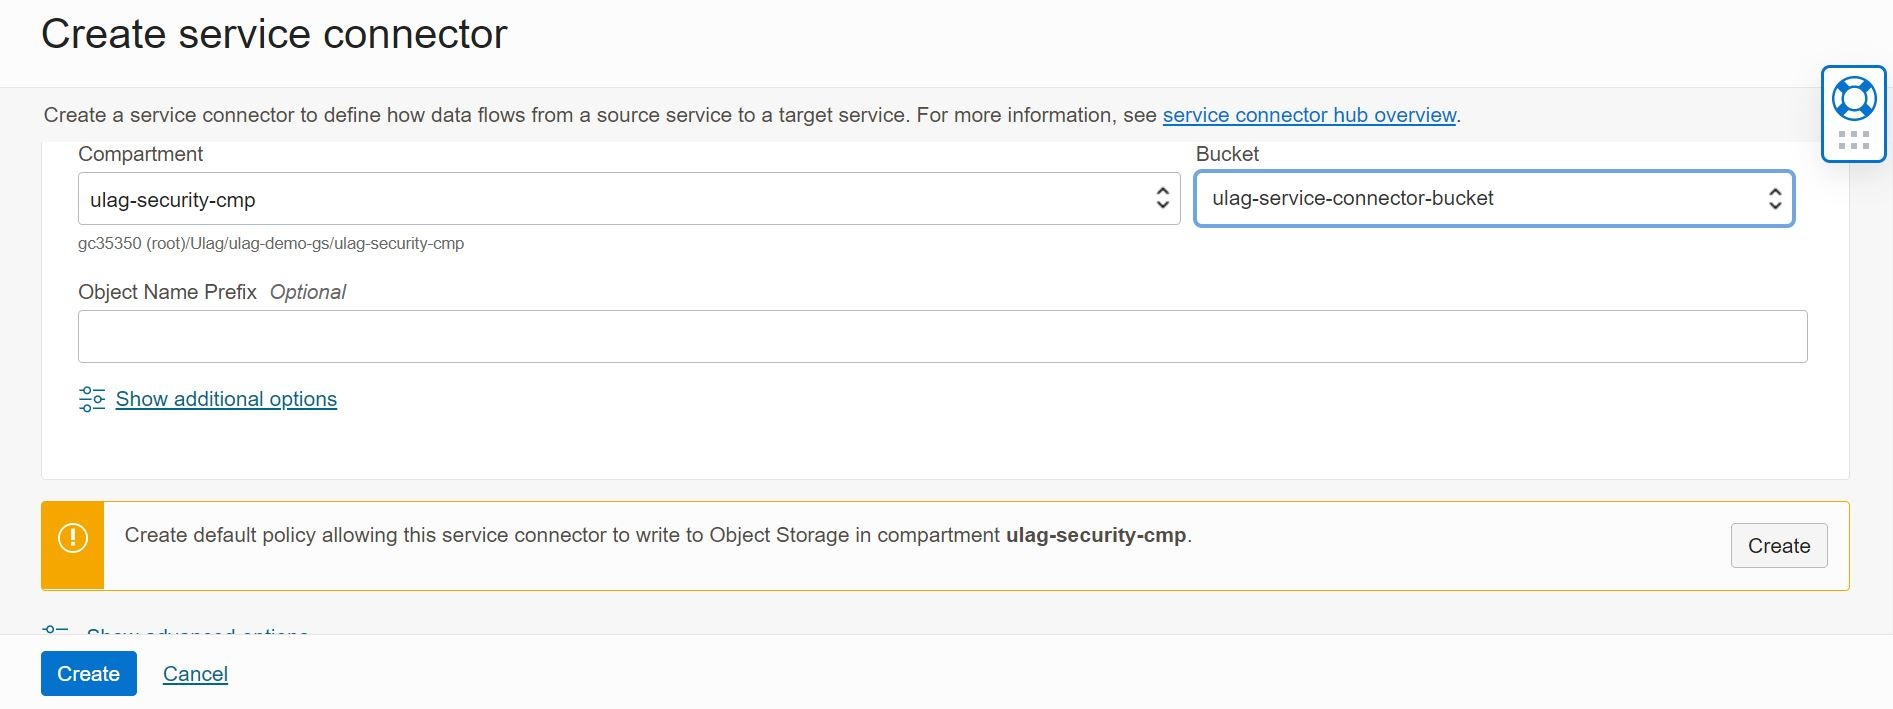 Create service connector
Create a service connector to define how data flows from a source service to a target service. For more information, see service connector hub overview.
Compartment
Bucket
ulag-security-cmp
ulag-service-connector-bucket
gc35350 (root)/Ulag/ulag-demo-gs/ulag-security-cmp
Object Name Prefix Optional
Show additional options
Create default policy allowing this service connector to write to Object Storage in compartment ulag-security-cmp.
Create
Show advanced options
Create
Cancel